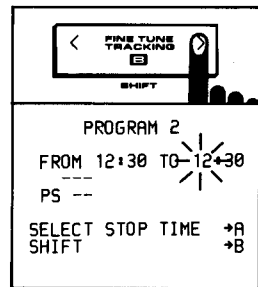 < FINE TUNE >
TRACKING
B
SHIFT
PROGRAM 2
FROM 12:30 TO 12:30
---
PS --
SELECT STOP TIME →A
SHIFT →B